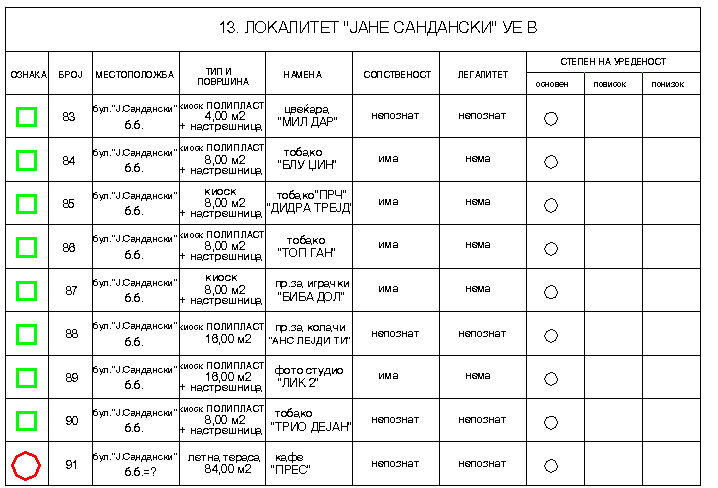 13. ЛОКАЛИТЕТ "ЈАНЕ САНДАНСКИ" УЕ В
ОЗНАКА БРОЈ МЕСТОПОЛОЖБА ТИП И ПОВРШИНА НАМЕНА СОПСТВЕНОСТ ЛЕГАЛИТЕТ СТЕПЕН НА УРЕДЕНОСТ
основен повисок понизок
83 бул."Ј.Сандански" б.б. киоск ПОЛИПЛАСТ 4,00 м2 + настрешница цвеќара "МИЛ ДАР" непознат непознат
84 бул."Ј.Сандански" б.б. киоск ПОЛИПЛАСТ 8,00 м2 + настрешница тобако "БЛУ ЏИН" има нема
85 бул."Ј.Сандански" б.б. киоск 8,00 м2 + настрешница тобако"ПРЧ" "ДИДРА ТРЕЈД" има нема
86 бул."Ј.Сандански" б.б. киоск ПОЛИПЛАСТ 8,00 м2 + настрешница тобако "ТОП ГАН" има нема
87 бул."Ј.Сандански" б.б. киоск 8,00 м2 + настрешница пр.за, играчки "БИБА ДОЛ" има нема
88 бул."Ј.Сандански" б.б. киоск ПОЛИПЛАСТ 16,00 м2 пр.за, колачи "АНС ЛЕЈДИ ТИ" непознат непознат
89 бул."Ј.Сандански" б.б. киоск ПОЛИПЛАСТ 16,00 м2 + настрешница фото студио "ЛИК 2" има нема
90 бул."Ј.Сандански" б.б. киоск ПОЛИПЛАСТ 8,00 м2 + настрешница тобако "ТРИО ДЕЈАН" непознат непознат
91 бул."Ј.Сандански" б.б.=? летна тераса 84,00 м2 кафе "ПРЕС" непознат непознат